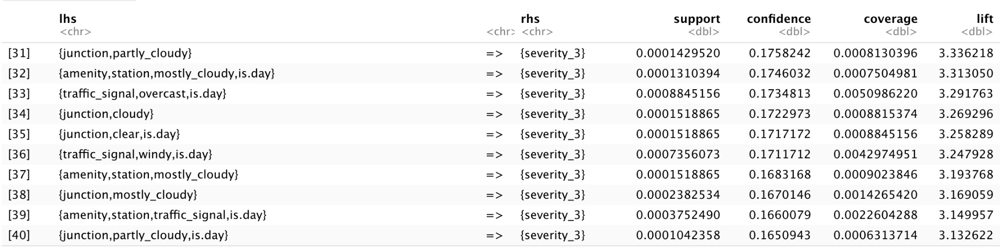 lhs rhs support confidence coverage lift
<chr> <chr> <chr> <dbl> <dbl> <dbl> <dbl>
[31] {junction,partly_cloudy} => {severity_3} 0.0001429520 0.1758242 0.0008130396 3.336218
[32] {amenity,station,mostly_cloudy,is.day} => {severity_3} 0.0001310394 0.1746032 0.0007504981 3.313050
[33] {traffic_signal,overcast,is.day} => {severity_3} 0.0008845156 0.1734813 0.0050986220 3.291763
[34] {junction,cloudy} => {severity_3} 0.0001518865 0.1722973 0.0008815374 3.269296
[35] {junction,clear,is.day} => {severity_3} 0.0001518865 0.1717172 0.0008845156 3.258289
[36] {traffic_signal,windy,is.day} => {severity_3} 0.0007356073 0.1711712 0.0042974951 3.247928
[37] {amenity,station,mostly_cloudy} => {severity_3} 0.0001518865 0.1683168 0.0009023846 3.193768
[38] {junction,mostly_cloudy} => {severity_3} 0.0002382534 0.1670146 0.0014265420 3.169059
[39] {amenity,station,traffic_signal,is.day} => {severity_3} 0.0003752490 0.1660079 0.0022604288 3.149957
[40] {junction,partly_cloudy,is.day} => {severity_3} 0.0001042358 0.1650943 0.0006313714 3.132622